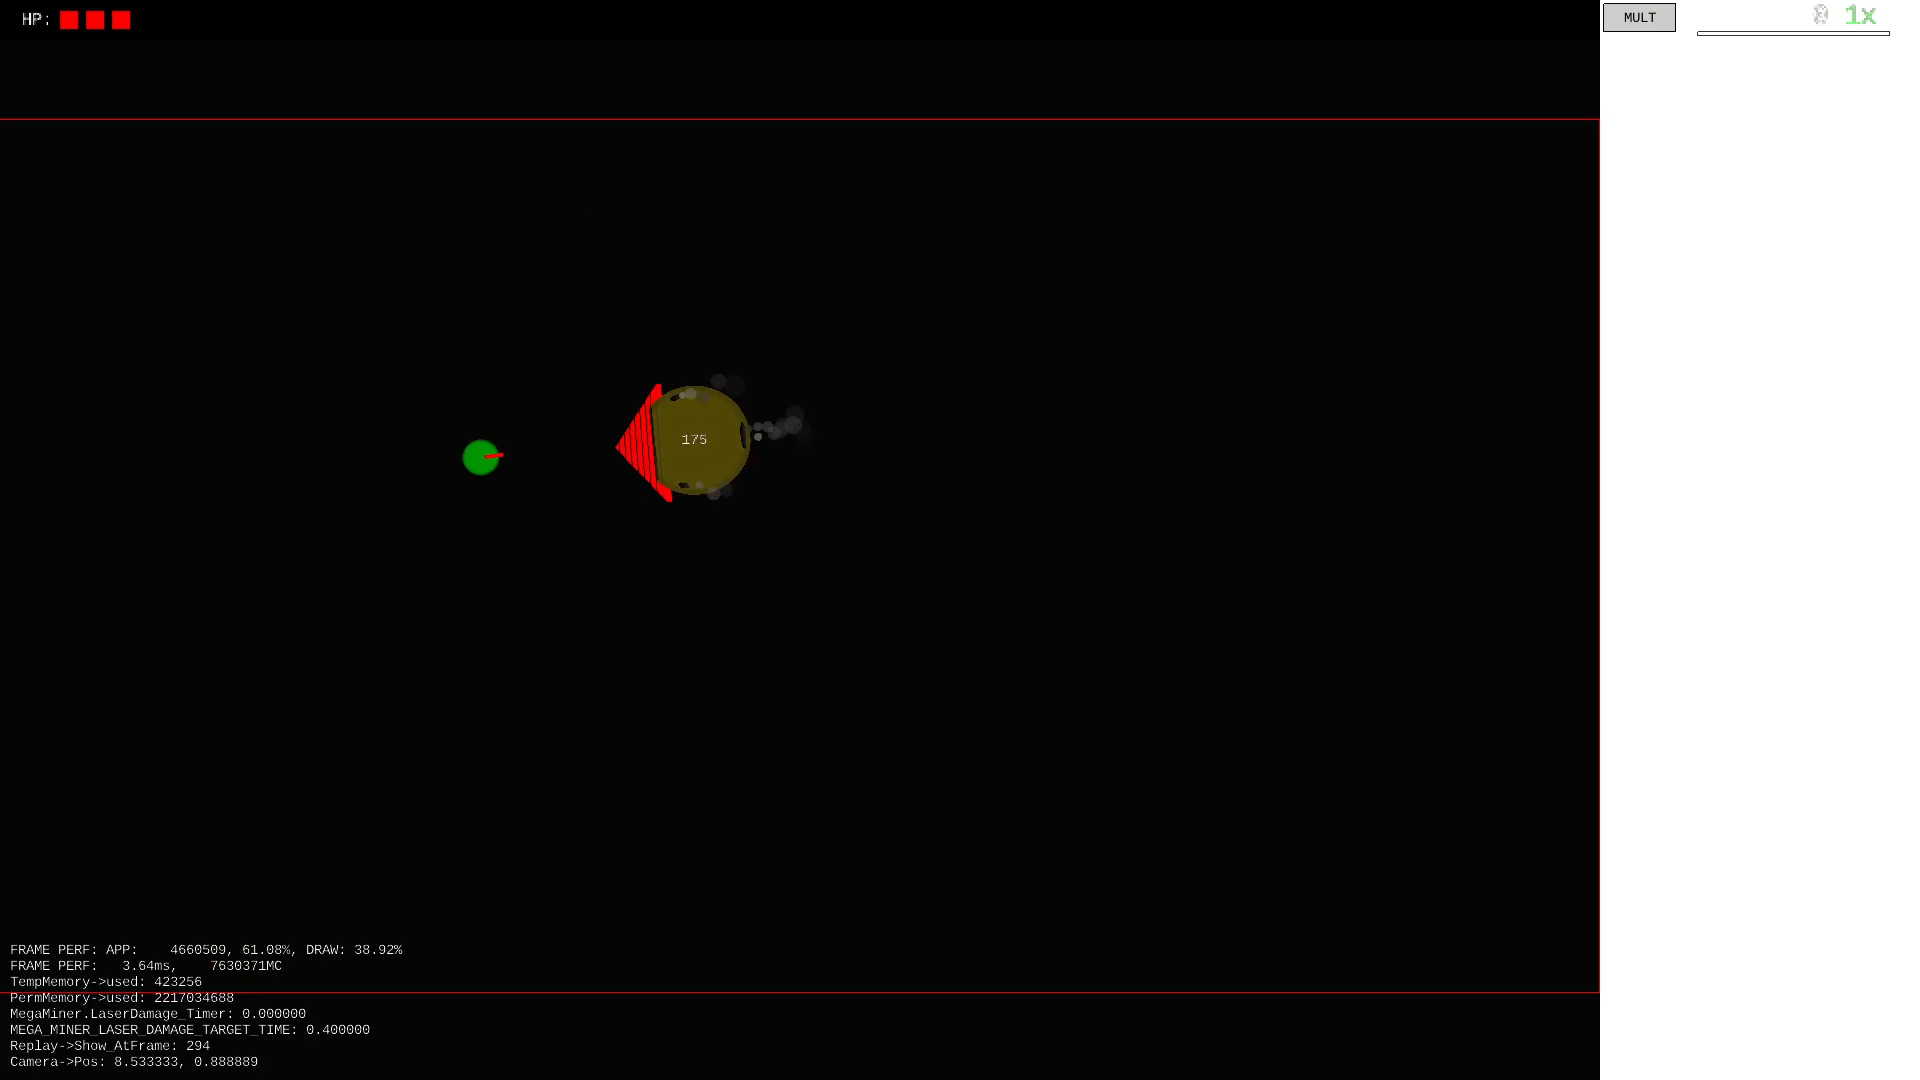 HP:
MULT
1x
175
FRAME PERF: APP:    4660509, 61.08%, DRAW: 38.92%
FRAME PERF:   3.64ms,    7630371MC
TempMemory->used: 423256
PermMemory->used: 2217034688
MegaMiner.LaserDamage_Timer: 0.000000
MEGA_MINER_LASER_DAMAGE_TARGET_TIME: 0.400000
Replay->Show_AtFrame: 294
Camera->Pos: 8.533333, 0.888889